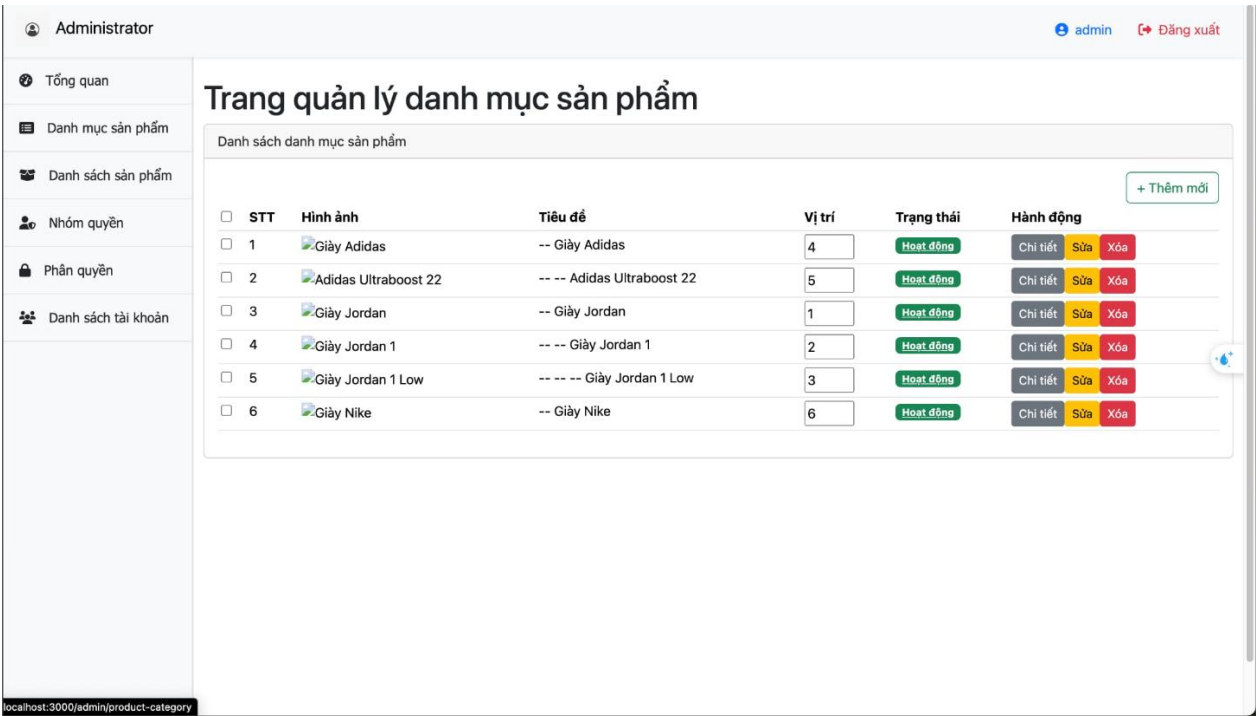 Administrator
admin
Đăng xuất
Tổng quan
Danh mục sản phẩm
Danh sách sản phẩm
Nhóm quyền
Phân quyền
Danh sách tài khoản
Trang quản lý danh mục sản phẩm
Danh sách danh mục sản phẩm
+ Thêm mới
STT Hình ảnh Tiêu đề Vị trí Trạng thái Hành động
1 Giày Adidas -- Giày Adidas 4 Hoạt động Chi tiết Sửa Xóa
2 Adidas Ultraboost 22 -- -- Adidas Ultraboost 22 5 Hoạt động Chi tiết Sửa Xóa
3 Giày Jordan -- Giày Jordan 1 Hoạt động Chi tiết Sửa Xóa
4 Giày Jordan 1 -- -- Giày Jordan 1 2 Hoạt động Chi tiết Sửa Xóa
5 Giày Jordan 1 Low -- -- -- Giày Jordan 1 Low 3 Hoạt động Chi tiết Sửa Xóa
6 Giày Nike -- Giày Nike 6 Hoạt động Chi tiết Sửa Xóa
localhost:3000/admin/product-category